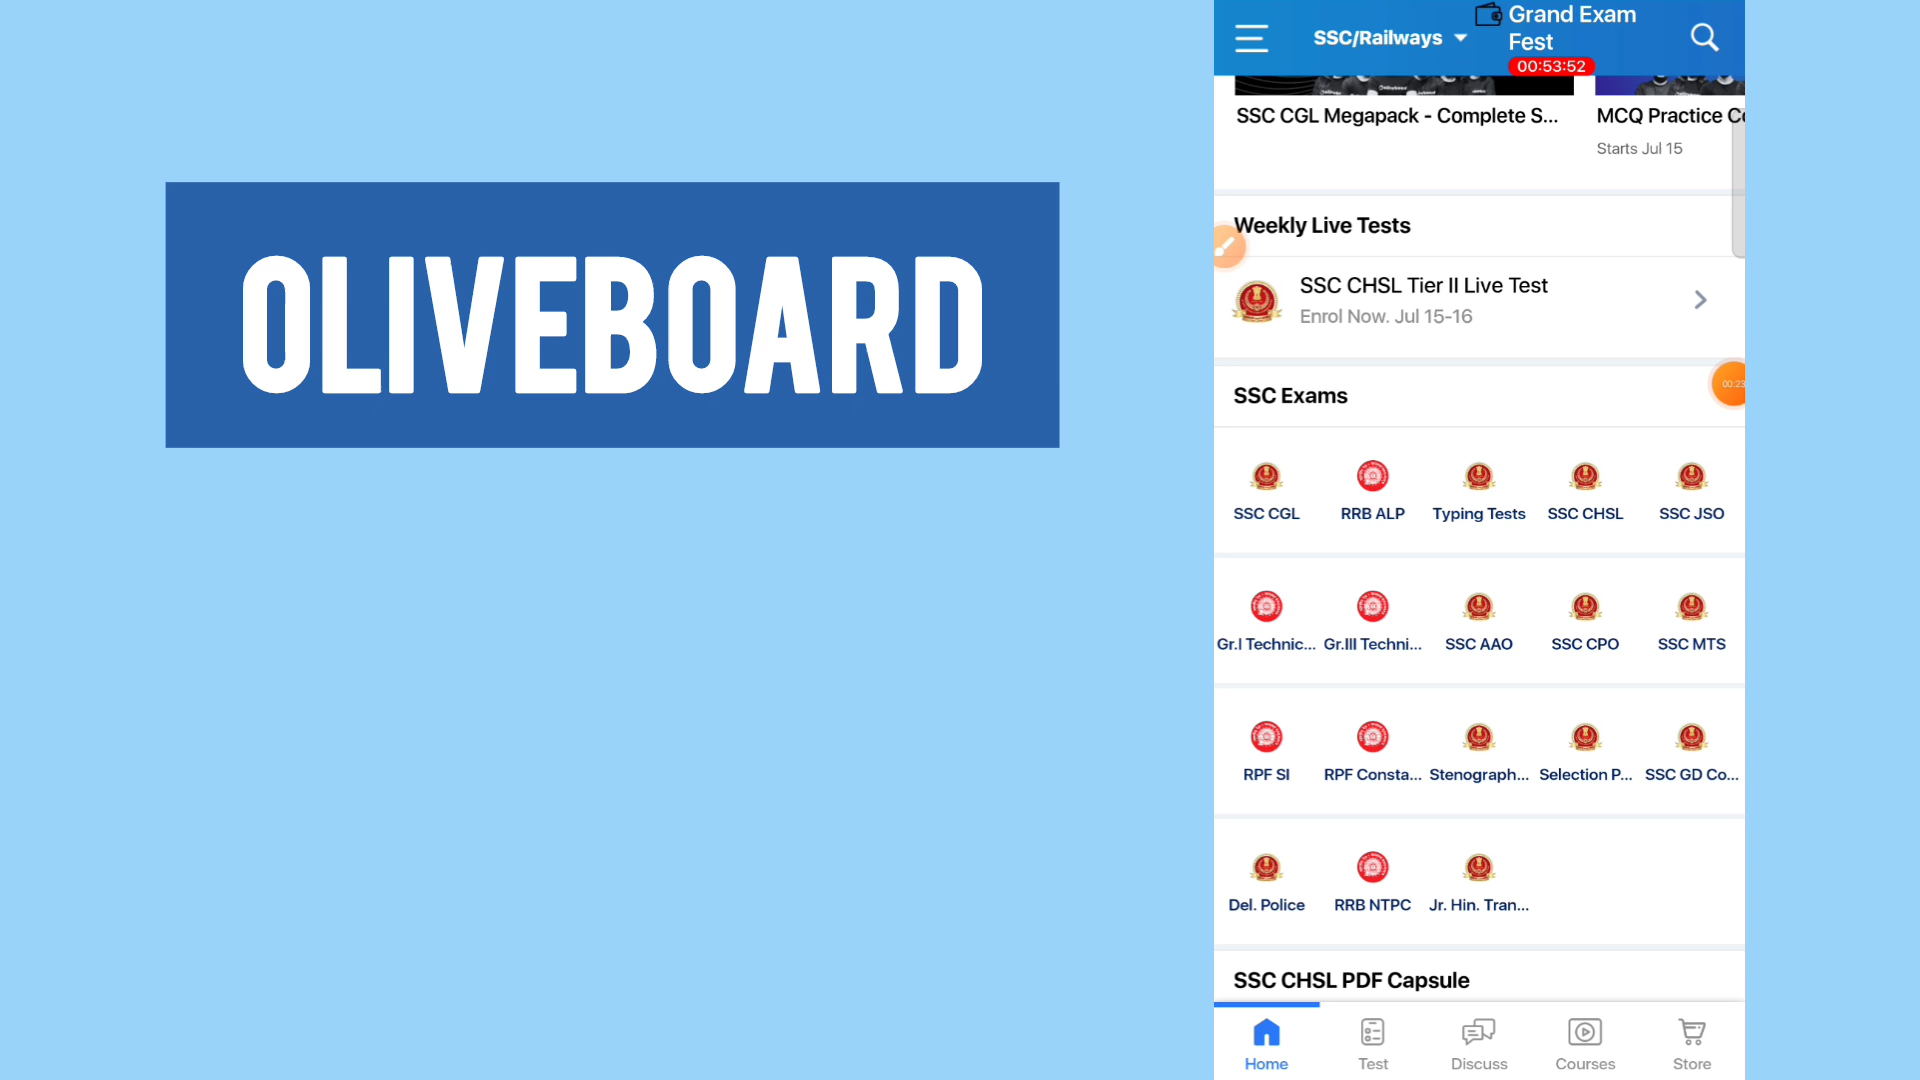 OLIVEBOARD
SSC/Railways
Grand Exam
Fest
00:53:52
SSC CGL Megapack - Complete S...
MCQ Practice Co
Starts Jul 15
Weekly Live Tests
SSC CHSL Tier II Live Test
Enrol Now. Jul 15-16
SSC Exams
00:23
SSC CGL
RRB ALP
Typing Tests
SSC CHSL
SSC JSO
Gr.I Technic...
Gr.III Techni...
SSC AAO
SSC CPO
SSC MTS
RPF SI
RPF Consta...
Stenograph...
Selection P...
SSC GD Co...
Del. Police
RRB NTPC
Jr. Hin. Tran...
SSC CHSL PDF Capsule
Home
Test
Discuss
Courses
Store